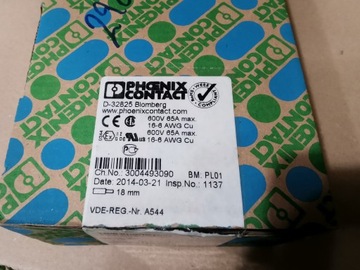 PHOENIX
CONTACT
D-32825 Blomberg
www.phoenixcontact.com
600V 65A max.
16-6 AWG Cu
600V 65A max.
16-6 AWG Cu
Ch.No.: 3004493090 BM. PL01
Date: 2014-03-21 Insp.No.: 1137
18 mm
VDE-REG.-Nr. A544
PHOENIX
CONTACT